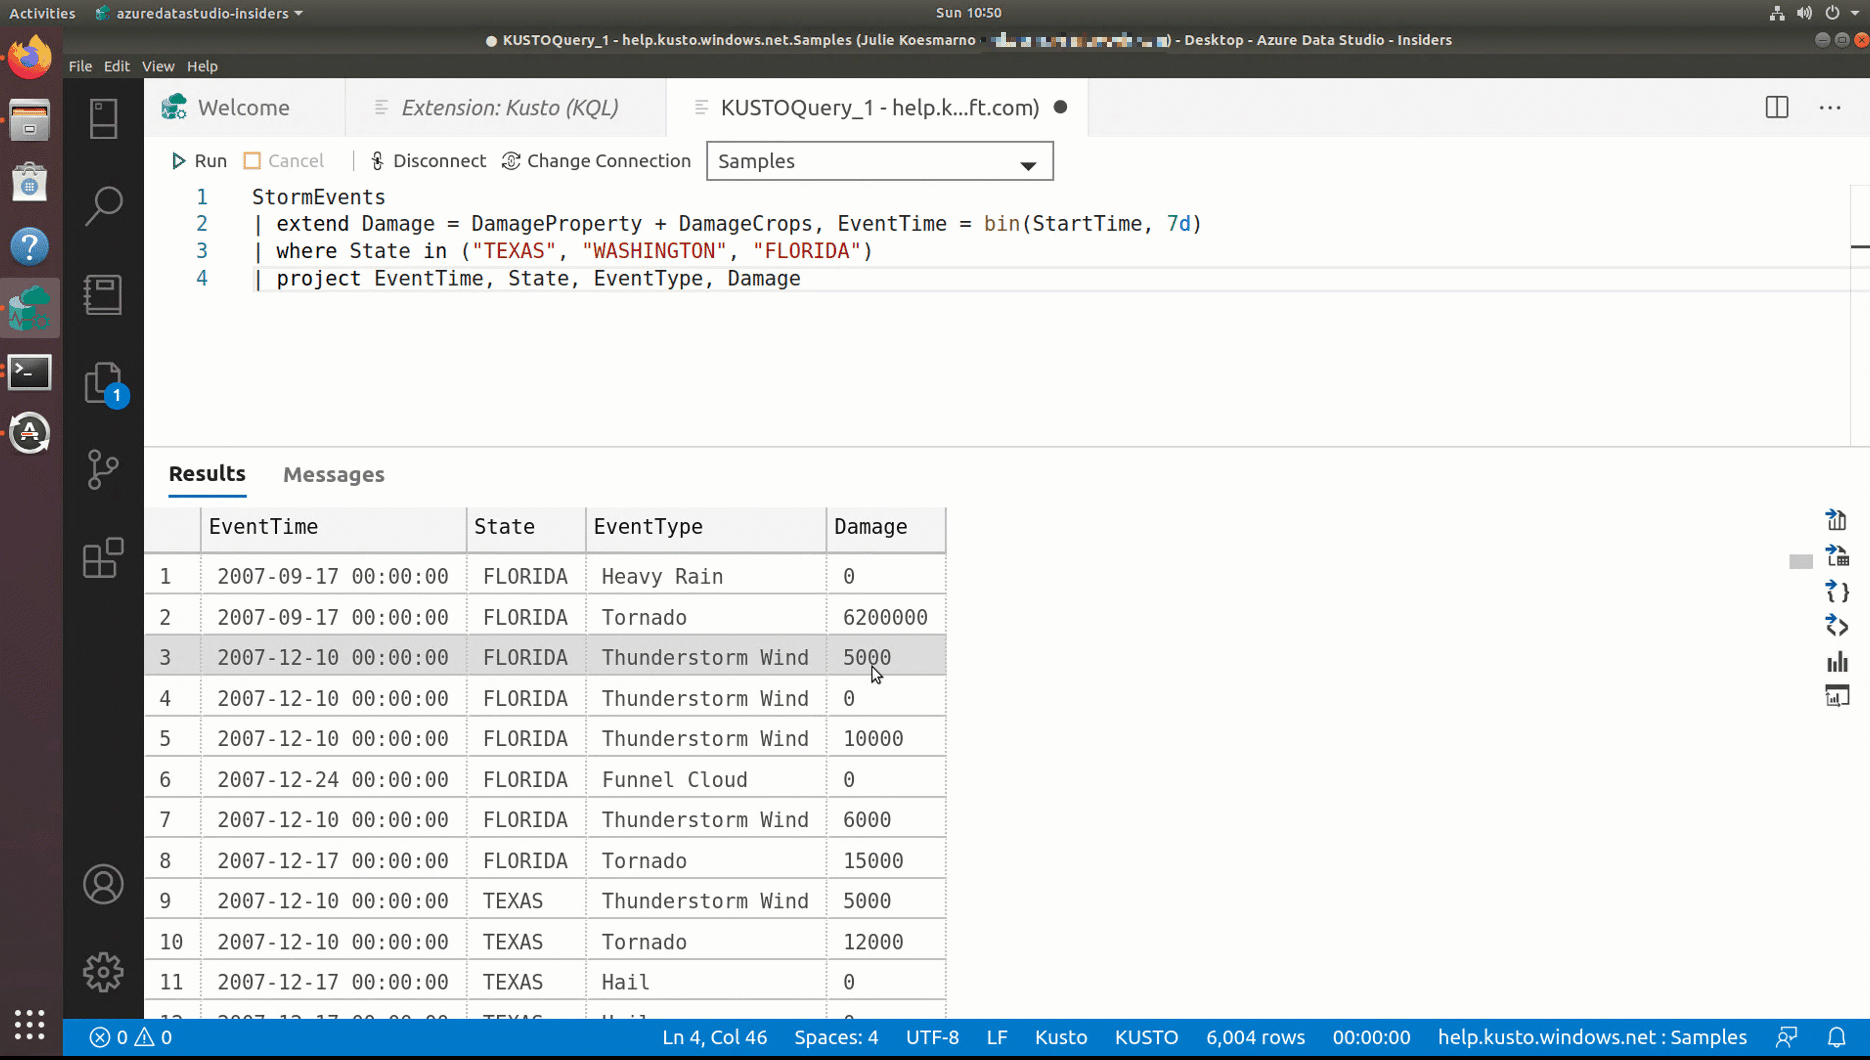 Activities azuredatastudio-insiders Sun 10:50
● KUSTOQuery_1 - help.kusto.windows.net.Samples (Julie Koesmarno ) - Desktop - Azure Data Studio - Insiders
File Edit View Help
Welcome Extension: Kusto (KQL) KUSTOQuery_1 - help.k...ft.com) ●
Run Cancel Disconnect Change Connection Samples
1 StormEvents
2 | extend Damage = DamageProperty + DamageCrops, EventTime = bin(StartTime, 7d)
3 | where State in ("TEXAS", "WASHINGTON", "FLORIDA")
4 | project EventTime, State, EventType, Damage
1
Results Messages
EventTime State EventType Damage
1 2007-09-17 00:00:00 FLORIDA Heavy Rain 0
2 2007-09-17 00:00:00 FLORIDA Tornado 6200000
3 2007-12-10 00:00:00 FLORIDA Thunderstorm Wind 5000
4 2007-12-10 00:00:00 FLORIDA Thunderstorm Wind 0
5 2007-12-10 00:00:00 FLORIDA Thunderstorm Wind 10000
6 2007-12-24 00:00:00 FLORIDA Funnel Cloud 0
7 2007-12-10 00:00:00 FLORIDA Thunderstorm Wind 6000
8 2007-12-17 00:00:00 FLORIDA Tornado 15000
9 2007-12-10 00:00:00 TEXAS Thunderstorm Wind 5000
10 2007-12-10 00:00:00 TEXAS Tornado 12000
11 2007-12-17 00:00:00 TEXAS Hail 0
0 0 Ln 4, Col 46 Spaces: 4 UTF-8 LF Kusto KUSTO 6,004 rows 00:00:00 help.kusto.windows.net : Samples